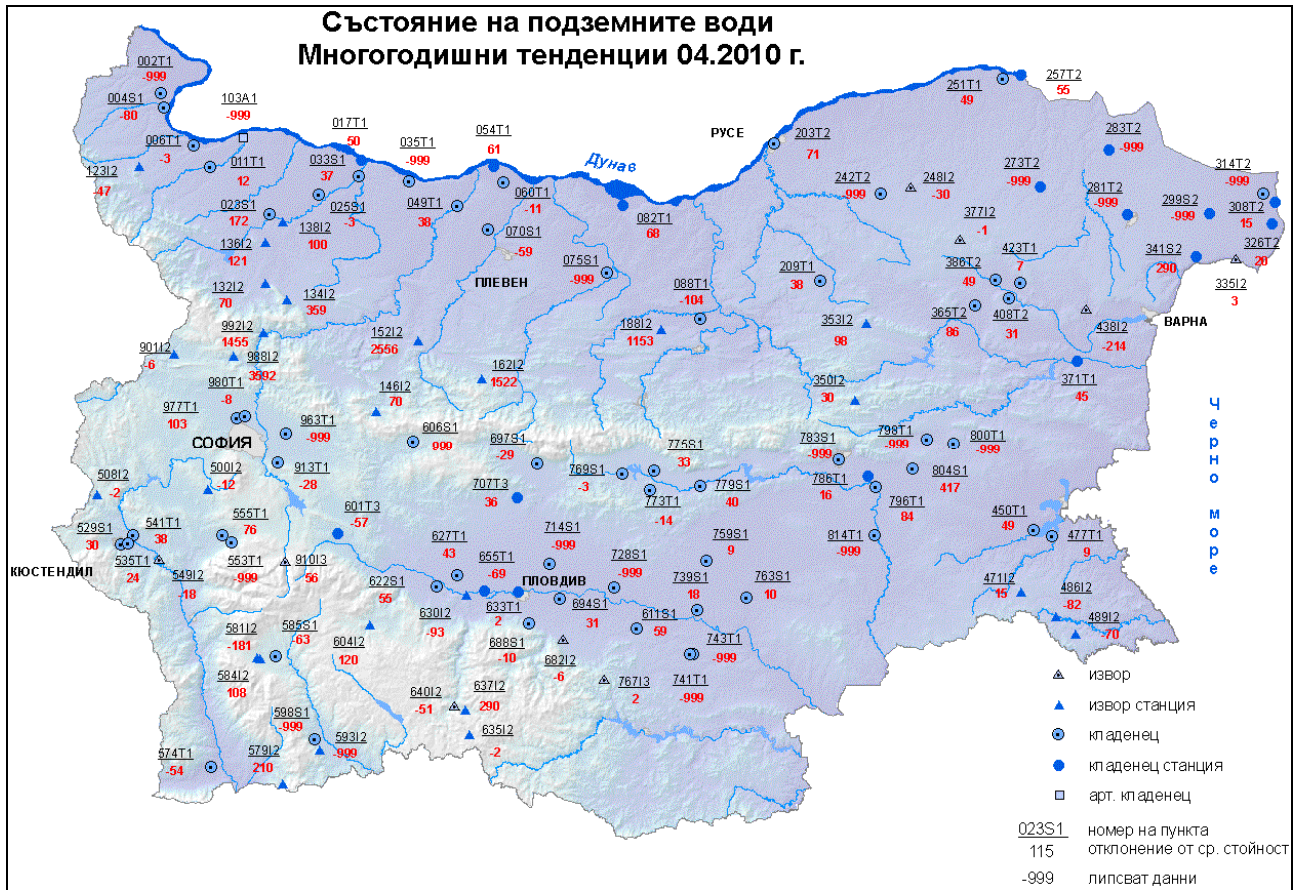 Състояние на подземните води
Многогодишни тенденции 04.2010 г.
002T1
-999
004S1
-80
103A1
-999
006T1
-3
011T1
12
123I2
-47
017T1
50
033S1
37
035T1
-999
054T1
61
028S1
172
025S1
-3
049T1
38
066T1
-11
138I2
100
136I2
121
070S1
-59
ПЛЕВЕН
132I2
70
134I2
359
992I2
1455
988I2
3592
901I2
-6
152I2
2556
162I2
1522
146I2
70
Дунав
082T1
68
075S1
-999
088T1
-104
188I2
1153
РУСЕ
203T2
71
251T1
49
257T2
55
242T2
-999
248I2
-30
273T2
-999
283T2
-999
281T2
-999
299S2
-999
314T2
-999
308T2
15
326T2
26
335I2
3
341S2
290
377I2
-1
386T2
49
423T1
7
209T1
38
365T2
86
408T2
31
438I2
-214
ВАРНА
353I2
98
350I2
30
371T1
45
Черно море
980T1
-8
977T1
103
СОФИЯ
963T1
-999
913T1
-28
500I2
-12
508I2
-2
606S1
999
697S1
-29
707T3
36
601T3
-57
775S1
33
769S1
-3
773T1
-14
779S1
40
783S1
-999
786T1
16
798T1
-999
800T1
-999
804S1
417
796T1
84
814T1
-999
450T1
49
477T1
9
471I2
15
486I2
-82
489I2
-70
529S1
30
541T1
38
535T1
24
КЮСТЕНДИЛ
549I2
-18
555T1
76
553T1
-999
910I3
56
627T1
43
655T1
-69
622S1
55
630I2
-93
ПЛОВДИВ
633T1
2
714S1
-999
728S1
-999
694S1
31
759S1
9
739S1
18
763S1
10
611S1
59
743T1
-999
741T1
-999
688S1
-10
682I2
-6
767I3
2
581I2
-181
585S1
-63
584I2
108
604I2
120
640I2
-51
637I2
290
635I2
-2
598S1
-999
593I2
-999
579I2
210
574T1
-54
извор
извор станция
кладенец
кладенец станция
арт. кладенец
023S1 номер на пункта
115 отклонение от ср. стойност
-999 липсват данни